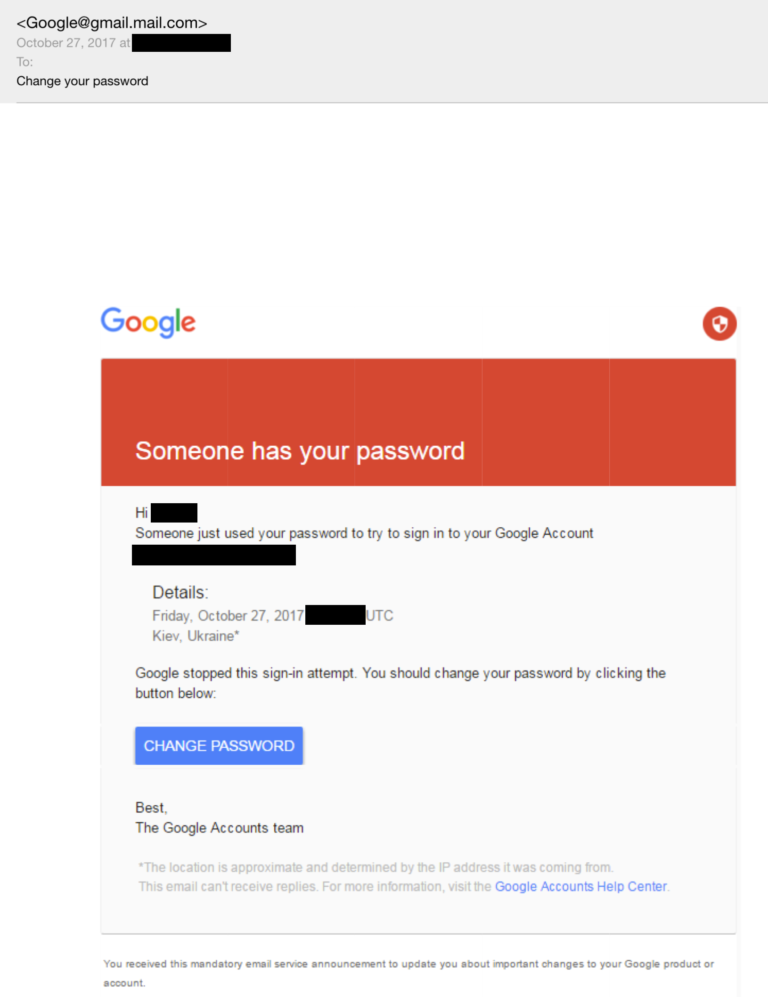 <Google@gmail.mail.com>
October 27, 2017 at
To:
Change your password
Google
Someone has your password
Hi
Someone just used your password to try to sign in to your Google Account
Details:
Friday, October 27, 2017 UTC
Kiev, Ukraine*
Google stopped this sign-in attempt. You should change your password by clicking the
button below:
CHANGE PASSWORD
Best,
The Google Accounts team
*The location is approximate and determined by the IP address it was coming from.
This email can't receive replies. For more information, visit the Google Accounts Help Center.
You received this mandatory email service announcement to update you about important changes to your Google product or
account.